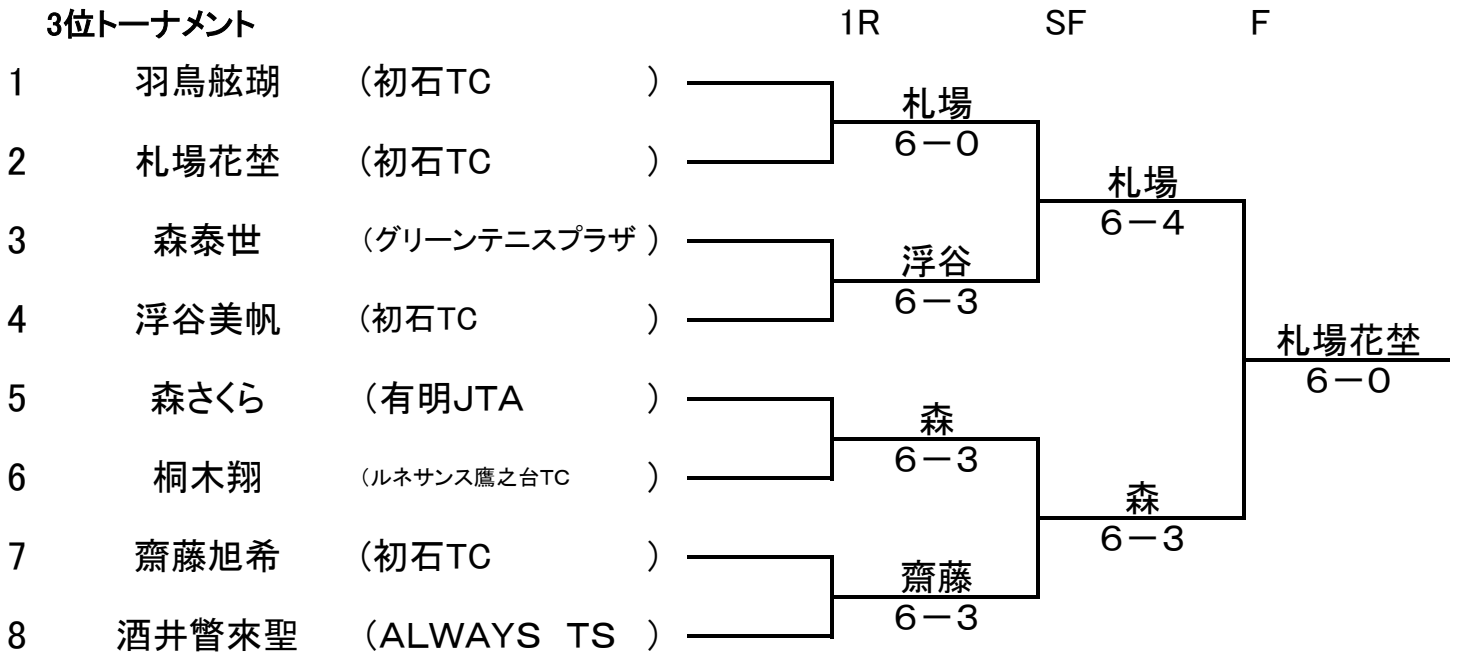 3位トーナメント 1R SF F
1 羽鳥舷瑚 (初石TC )
札場
6-0
2 札場花埜 (初石TC )
札場
6-4
3 森泰世 (グリーンテニスプラザ )
浮谷
6-3
4 浮谷美帆 (初石TC )
札場花埜
6-0
5 森さくら (有明JTA )
森
6-3
6 桐木翔 (ルネサンス鷹之台TC )
森
6-3
7 齋藤旭希 (初石TC )
齋藤
6-3
8 酒井瞥來聖 (ALWAYS TS )